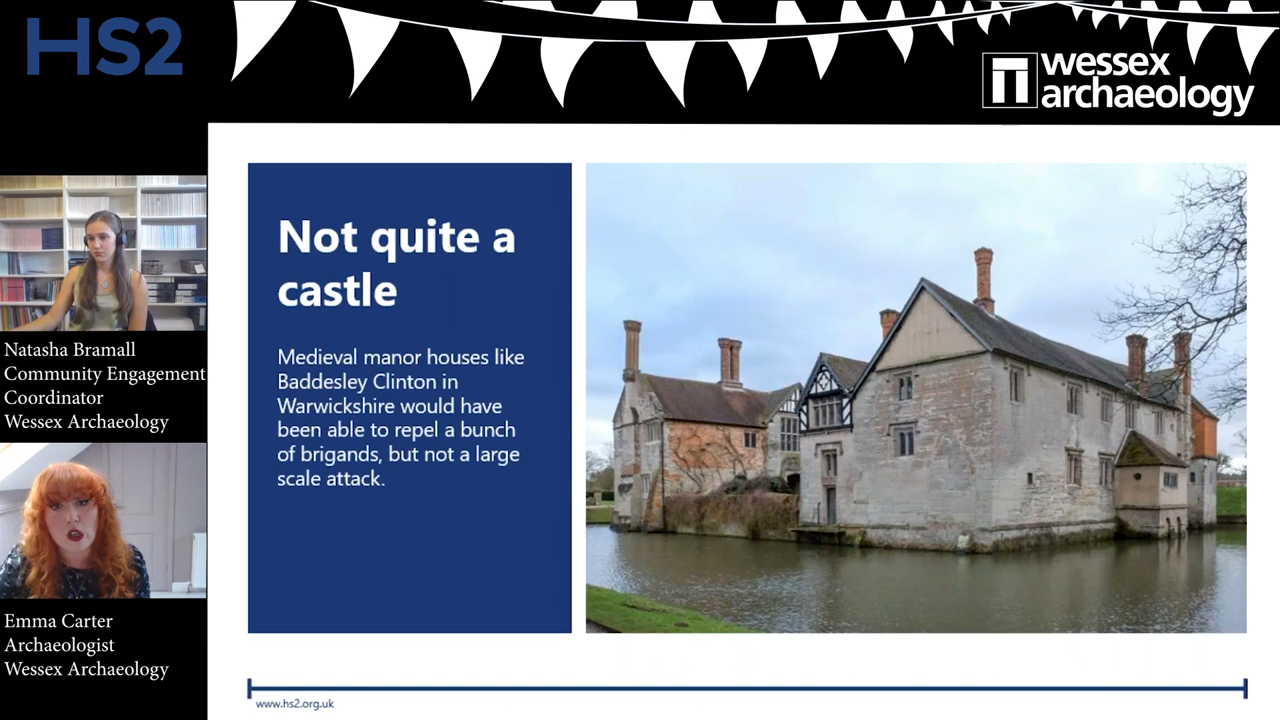 HS2
wessex
archaeology
Natasha Bramall
Community Engagement
Coordinator
Wessex Archaeology
Emma Carter
Archaeologist
Wessex Archaeology
Not quite a
castle
Medieval manor houses like
Baddesley Clinton in
Warwickshire would have
been able to repel a bunch
of brigands, but not a large
scale attack.
www.hs2.org.uk